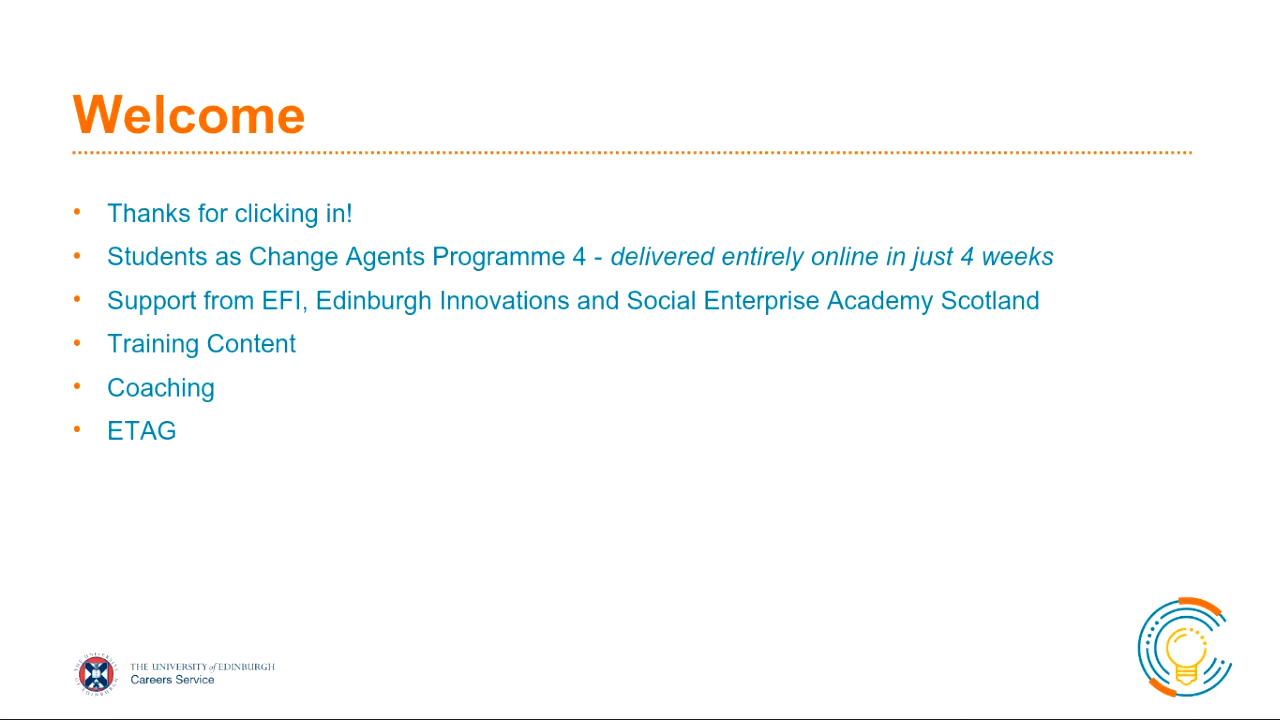 Welcome
• Thanks for clicking in!
• Students as Change Agents Programme 4 - delivered entirely online in just 4 weeks
• Support from EFI, Edinburgh Innovations and Social Enterprise Academy Scotland
• Training Content
• Coaching
• ETAG
THE UNIVERSITY of EDINBURGH
Careers Service